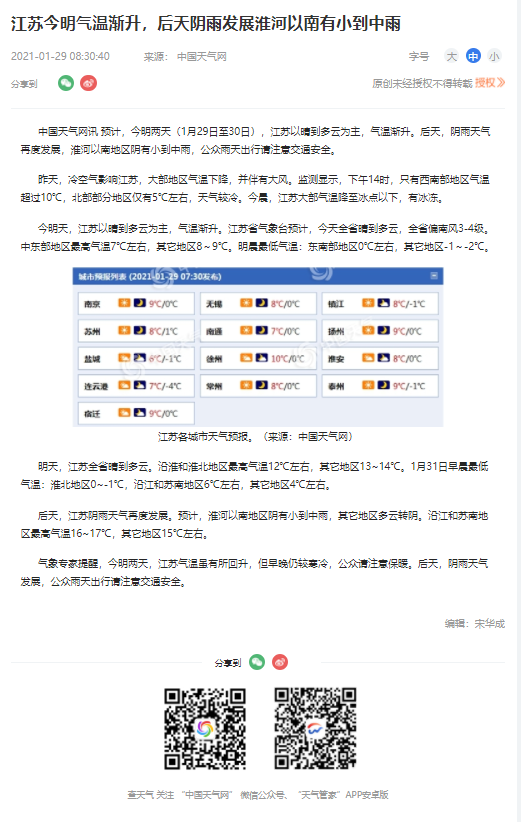 江苏今明气温渐升，后天阴雨发展淮河以南有小到中雨
2021-01-29 08:30:40 来源： 中国天气网 字号 大 中 小
分享到 原创未经授权不得转载 授权
中国天气网讯 预计，今明两天（1月29日至30日），江苏以晴到多云为主，气温渐升。后天，阴雨天气
再度发展，淮河以南地区阴有小到中雨，公众雨天出行请注意交通安全。
昨天，冷空气影响江苏，大部地区气温下降，并伴有大风。监测显示，下午14时，只有西南部地区气温
超过10℃，北部部分地区仅有5℃左右，天气较冷。今晨，江苏大部气温降至冰点以下，有冰冻。
今明天，江苏以晴到多云为主，气温渐升。江苏省气象台预计，今天全省晴到多云，全省偏南风3-4级。
中东部地区最高气温7℃左右，其它地区8～9℃。明晨最低气温：东南部地区0℃左右，其它地区-1～-2℃。
城市预报列表 (2021-01-29 07:30发布)
南京 9℃/0℃ 无锡 8℃/0℃ 镇江 8℃/-1℃
苏州 8℃/1℃ 南通 7℃/0℃ 扬州 9℃/0℃
盐城 6℃/-1℃ 徐州 10℃/0℃ 淮安 8℃/0℃
连云港 7℃/-4℃ 常州 8℃/0℃ 泰州 9℃/-1℃
宿迁 9℃/0℃
江苏各城市天气预报。（来源：中国天气网）
明天，江苏全省晴到多云。沿淮和淮北地区最高气温12℃左右，其它地区13~14℃。1月31日早晨最低
气温：淮北地区0~-1℃，沿江和苏南地区6℃左右，其它地区4℃左右。
后天，江苏阴雨天气再度发展。预计，淮河以南地区阴有小到中雨，其它地区多云转阴。沿江和苏南地
区最高气温16~17℃，其它地区15℃左右。
气象专家提醒，今明两天，江苏气温虽有所回升，但早晚仍较寒冷，公众请注意保暖。后天，阴雨天气
发展，公众雨天出行请注意交通安全。
编辑：宋华成
分享到
查天气 关注 “中国天气网” 微信公众号、“天气管家”APP安卓版